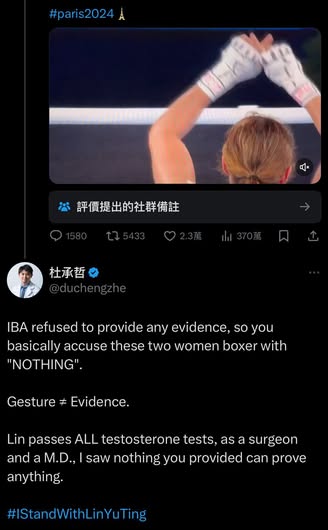 #paris2024
評價提出的社群備註
1580 5433 2.3萬 370萬
杜承哲
@duchengzhe
IBA refused to provide any evidence, so you
basically accuse these two women boxer with
"NOTHING".
Gesture ≠ Evidence.
Lin passes ALL testosterone tests, as a surgeon
and a M.D., I saw nothing you provided can prove
anything.
#IStandWithLinYuTing